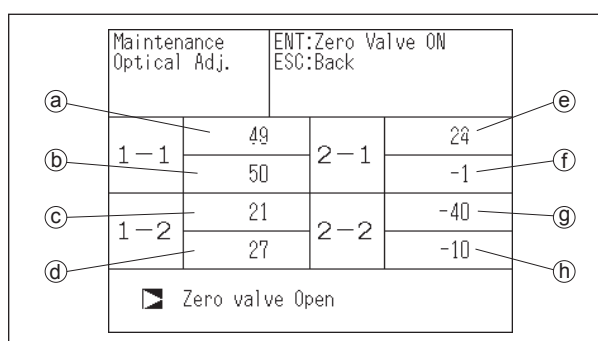 Maintenance
Optical Adj.
ENT:Zero Valve ON
ESC:Back
a
e
1-1
49
2-1
b
50
-1
f
c
1-2
21
2-2
-40
g
d
27
-10
h
Zero valve Open